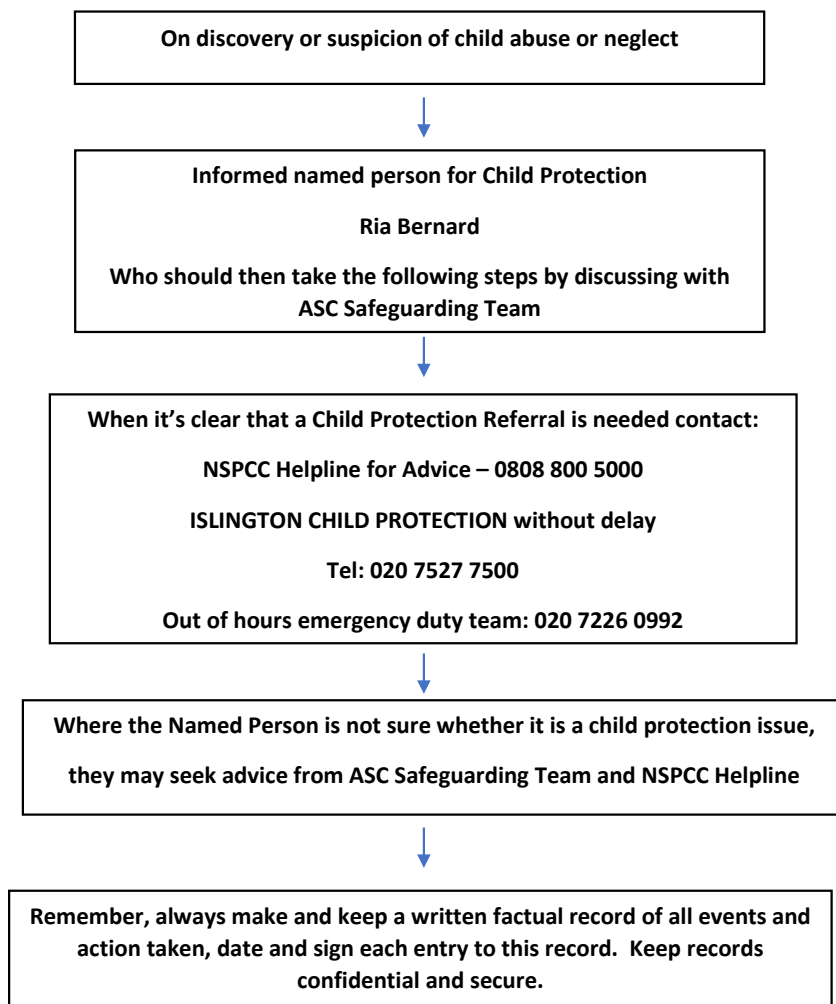 On discovery or suspicion of child abuse or neglect
Informed named person for Child Protection
Ria Bernard
Who should then take the following steps by discussing with
ASC Safeguarding Team
When it’s clear that a Child Protection Referral is needed contact:
NSPCC Helpline for Advice – 0808 800 5000
ISLINGTON CHILD PROTECTION without delay
Tel: 020 7527 7500
Out of hours emergency duty team: 020 7226 0992
Where the Named Person is not sure whether it is a child protection issue,
they may seek advice from ASC Safeguarding Team and NSPCC Helpline
Remember, always make and keep a written factual record of all events and
action taken, date and sign each entry to this record.  Keep records
confidential and secure.